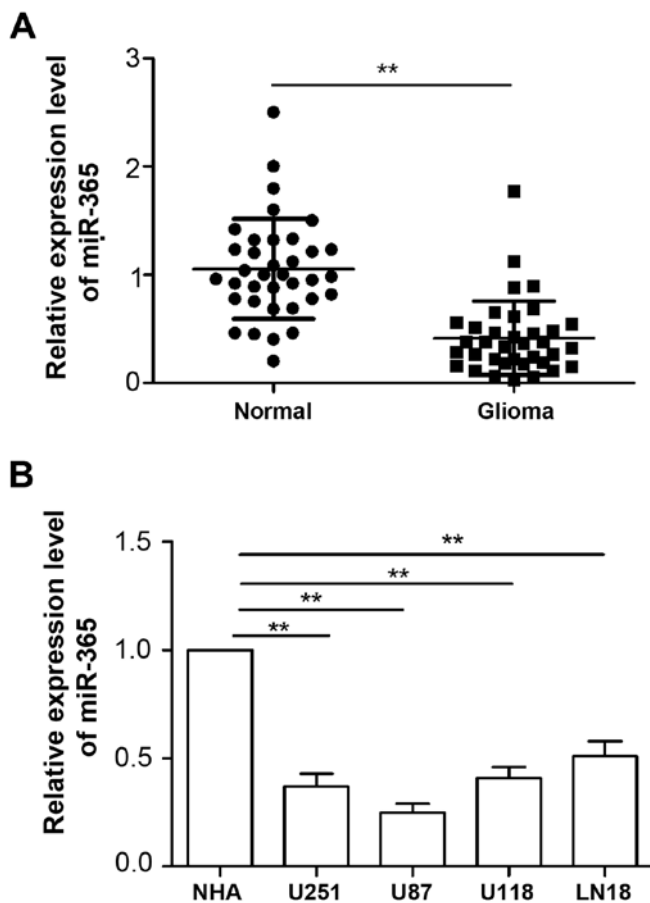 A
Relative expression level
of miR-365
3
2
1
0
**
Normal
Glioma
B
Relative expression level
of miR-365
1.5
1.0
0.5
0.0
**
**
**
**
NHA
U251
U87
U118
LN18